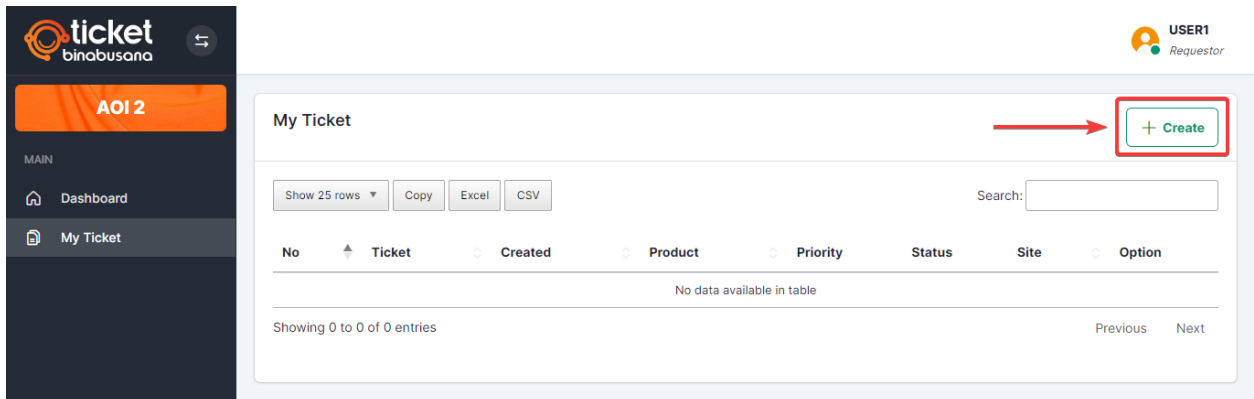 ticket
binabusana
USER1
Requestor
AOI 2
MAIN
Dashboard
My Ticket
My Ticket
+ Create
Show 25 rows ▼ Copy Excel CSV
Search:
No Ticket Created Product Priority Status Site Option
No data available in table
Showing 0 to 0 of 0 entries
Previous Next